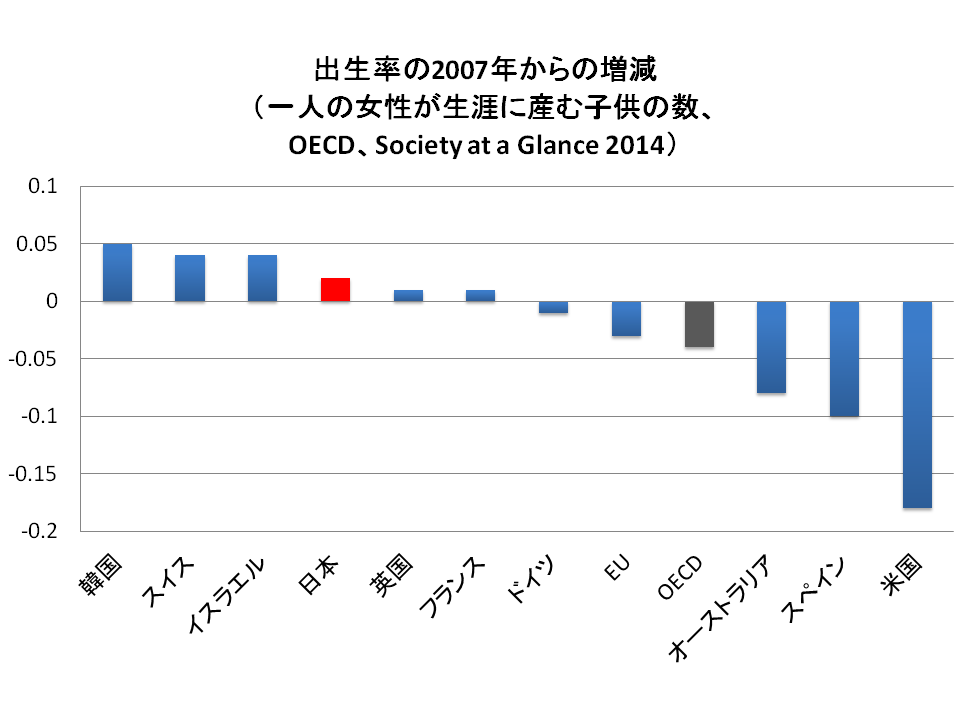 出生率の2007年からの増減
（一人の女性が生涯に産む子供の数、
OECD、Society at a Glance 2014）
0.1
0.05
0
-0.05
-0.1
-0.15
-0.2
韓国
スイス
イスラエル
日本
英国
フランス
ドイツ
EU
OECD
オーストラリア
スペイン
米国